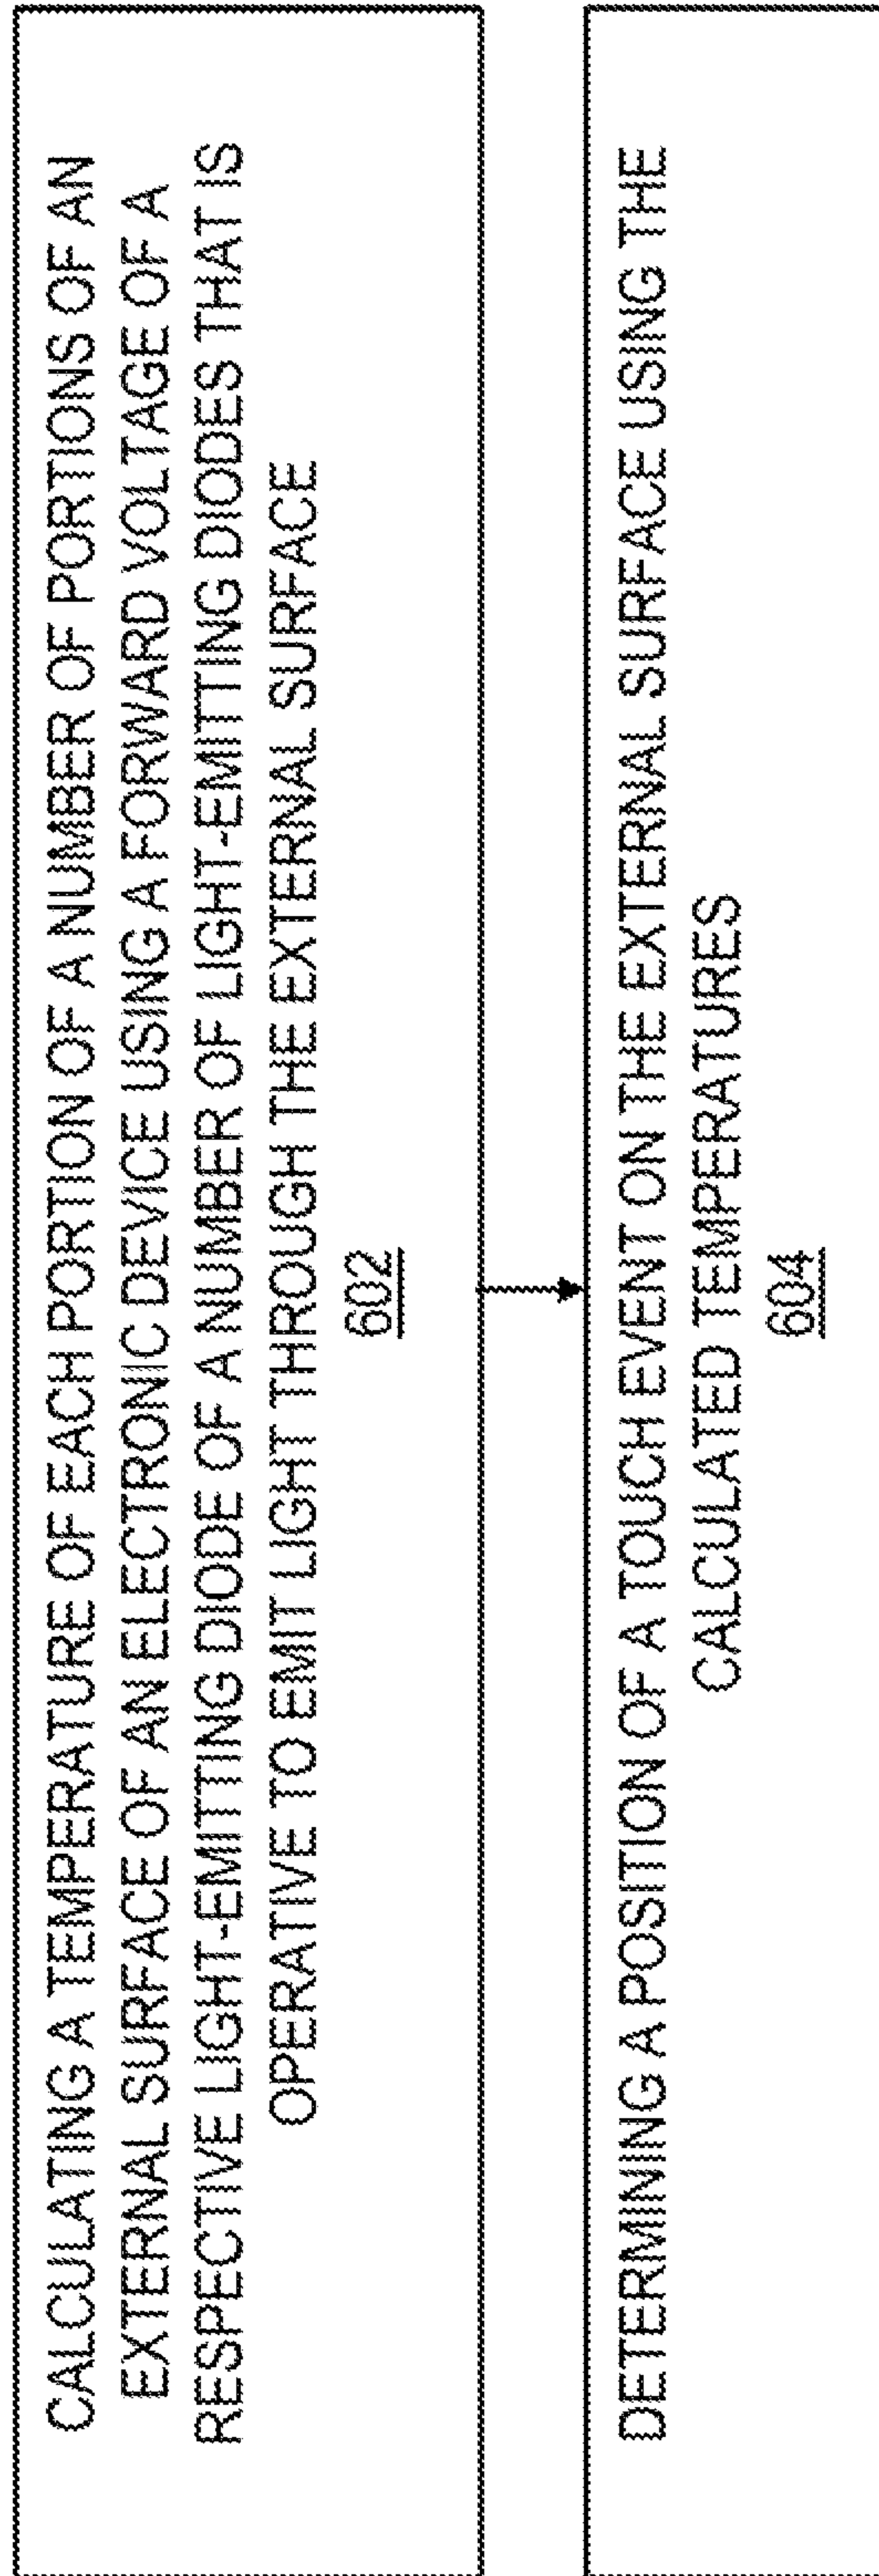 CALCULATING A TEMPERATURE OF EACH PORTION OF A NUMBER OF PORTIONS OF AN
EXTERNAL SURFACE OF AN ELECTRONIC DEVICE USING A FORWARD VOLTAGE OF A
RESPECTIVE LIGHT-EMITTING DIODE OF A NUMBER OF LIGHT-EMITTING DIODES THAT IS
OPERATIVE TO EMIT LIGHT THROUGH THE EXTERNAL SURFACE
602
DETERMINING A POSITION OF A TOUCH EVENT ON THE EXTERNAL SURFACE USING THE
CALCULATED TEMPERATURES
604